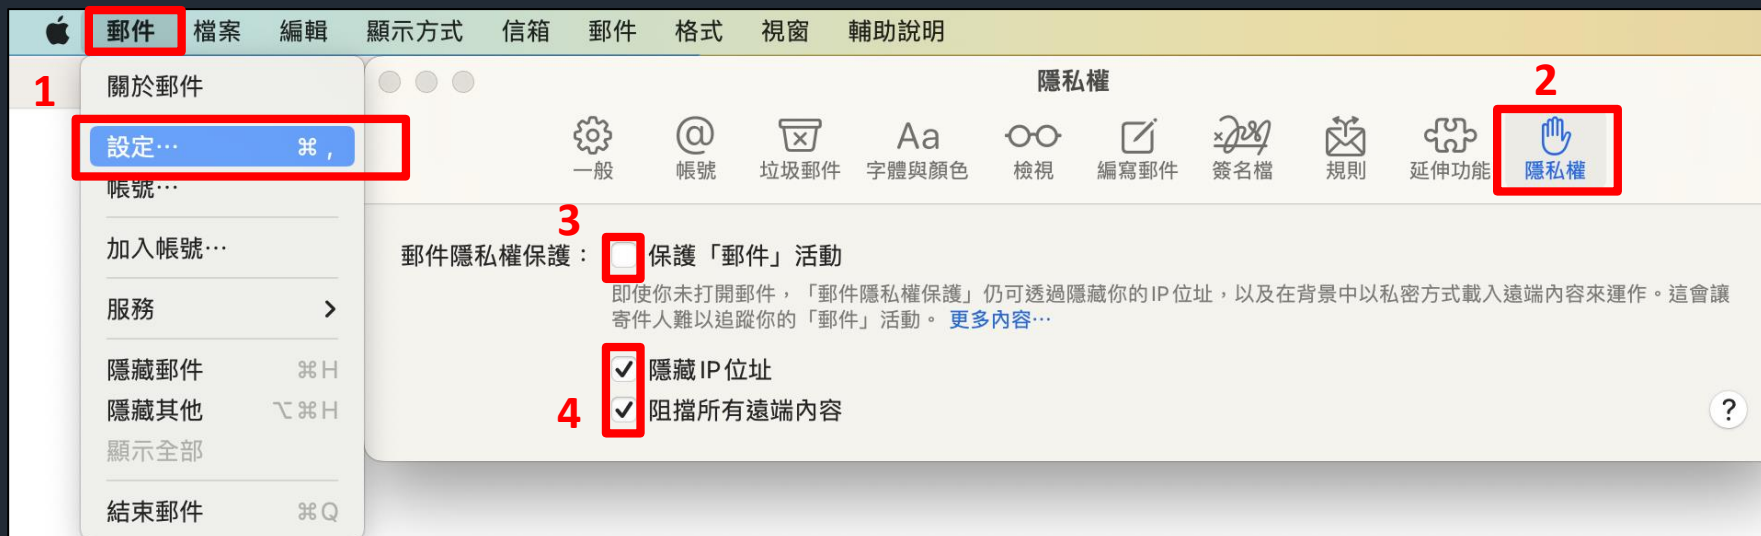 郵件 檔案 編輯 顯示方式 信箱 郵件 格式 視窗 輔助說明
1
關於郵件
設定… ⌘ ,
帳號…
加入帳號…
服務
隱藏郵件 ⌘H
隱藏其他 ⌥⌘H
顯示全部
結束郵件 ⌘Q
隱私權
2
一般 @ 帳號 垃圾郵件 Aa 字體與顏色 檢視 編寫郵件 簽名檔 規則 延伸功能 隱私權
3
郵件隱私權保護： 保護「郵件」活動
即使你未打開郵件，「郵件隱私權保護」仍可透過隱藏你的IP位址，以及在背景中以私密方式載入遠端內容來運作。這會讓
寄件人難以追蹤你的「郵件」活動。 更多內容…
隱藏IP位址
4 阻擋所有遠端內容
?